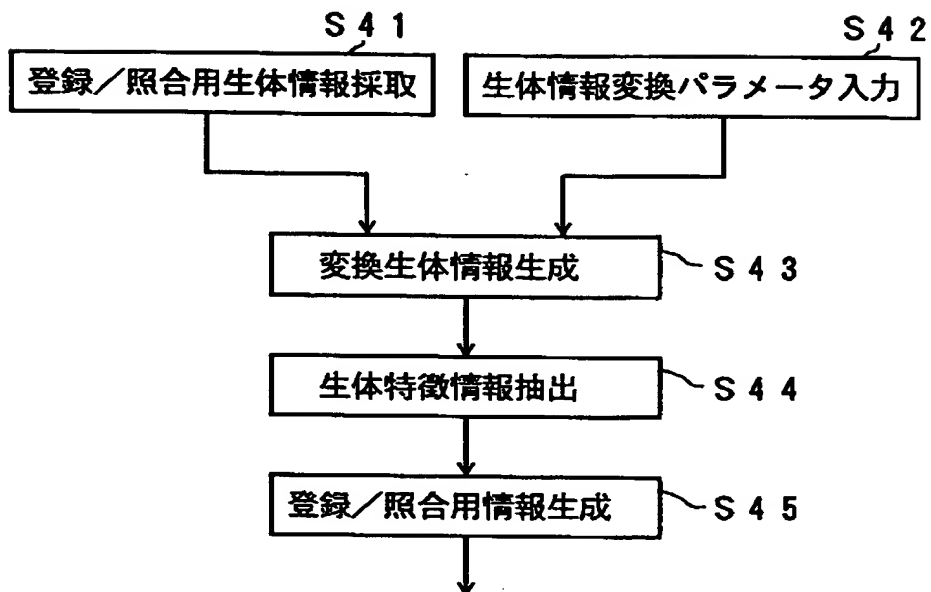 S41
S42
登録／照合用生体情報採取
生体情報変換パラメータ入力
変換生体情報生成
S43
生体特徴情報抽出
S44
登録／照合用情報生成
S45